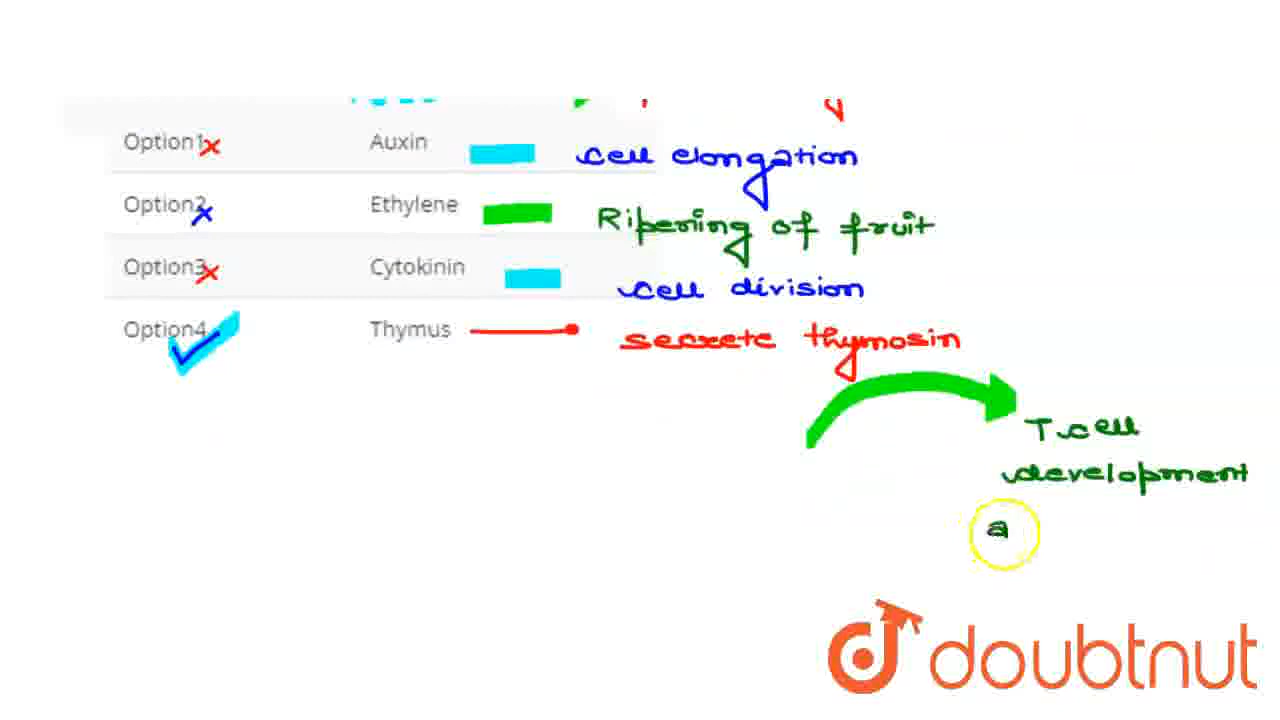 Option1 x Auxin cell elongation
Option2 x Ethylene Ripening of fruit
Option3 x Cytokinin cell division
Option4 Thymus secrete thymosin
T cell
development
a
doubtnut